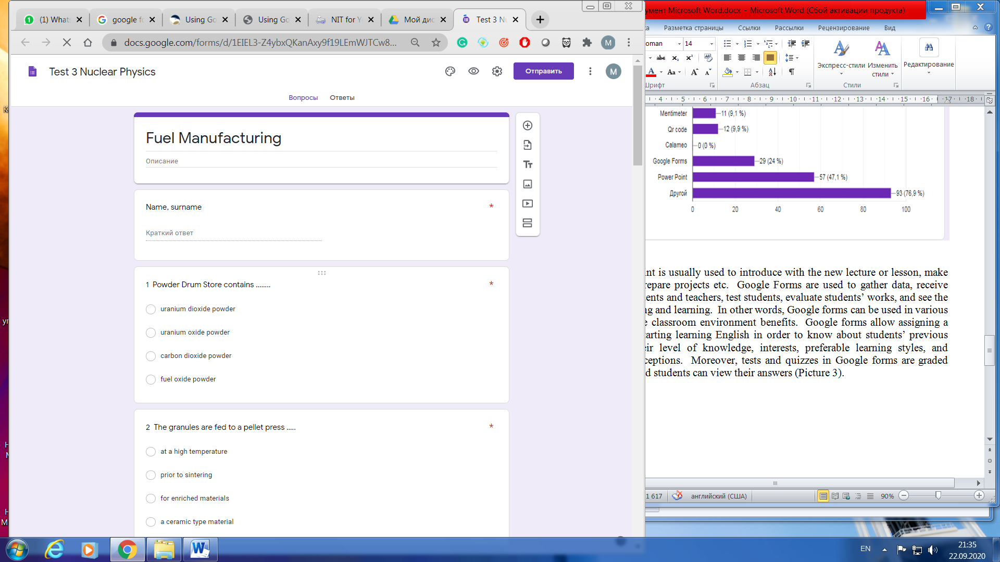 (1) Whats
google fo
Using Go
Using Go
NIT for Y
Мой дис
Test 3 Nu
docs.google.com/forms/d/1EIEL3-Z4ybxQKanAxy9f19LEmWJTCw8...
M
Test 3 Nuclear Physics
Отправить
M
Вопросы
Ответы
Fuel Manufacturing
Описание
Name, surname
*
Краткий ответ
1 Powder Drum Store contains ........
*
uranium dioxide powder
uranium oxide powder
carbon dioxide powder
fuel oxide powder
2 The granules are fed to a pellet press .....
*
at a high temperature
prior to sintering
for enriched materials
a ceramic type material
умент Microsoft Word.docx - Microsoft Word (Сбой активации продукта)
ка
Разметка страницы
Ссылки
Рассылки
Рецензирование
Вид
oman
14
Экспресс-стили
Изменить стили
Редактирование
Шрифт
Абзац
Стили
4 5 6 7 8 9 10 11 12 13 14 15 16 17 18
Mentimeter 11 (9,1 %)
Qr code 12 (9,9 %)
Calameo 0 (0 %)
Google Forms 29 (24 %)
Power Point 57 (47,1 %)
Другой 93 (76,9 %)
0 20 40 60 80 100
int is usually used to introduce with the new lecture or lesson, make
repare projects etc. Google Forms are used to gather data, receive
ents and teachers, test students, evaluate students’ works, and see the
ng and learning. In other words, Google forms can be used in various
e classroom environment benefits. Google forms allow assigning a
tarting learning English in order to know about students’ previous
eir level of knowledge, interests, preferable learning styles, and
ceptions. Moreover, tests and quizzes in Google forms are graded
d students can view their answers (Picture 3).
1 617
английский (США)
90%
EN
21:35
22.09.2020